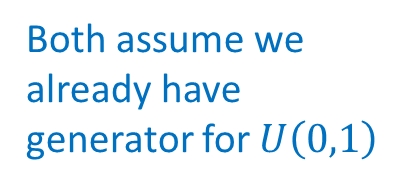 Both assume we
already have
generator for U(0,1)